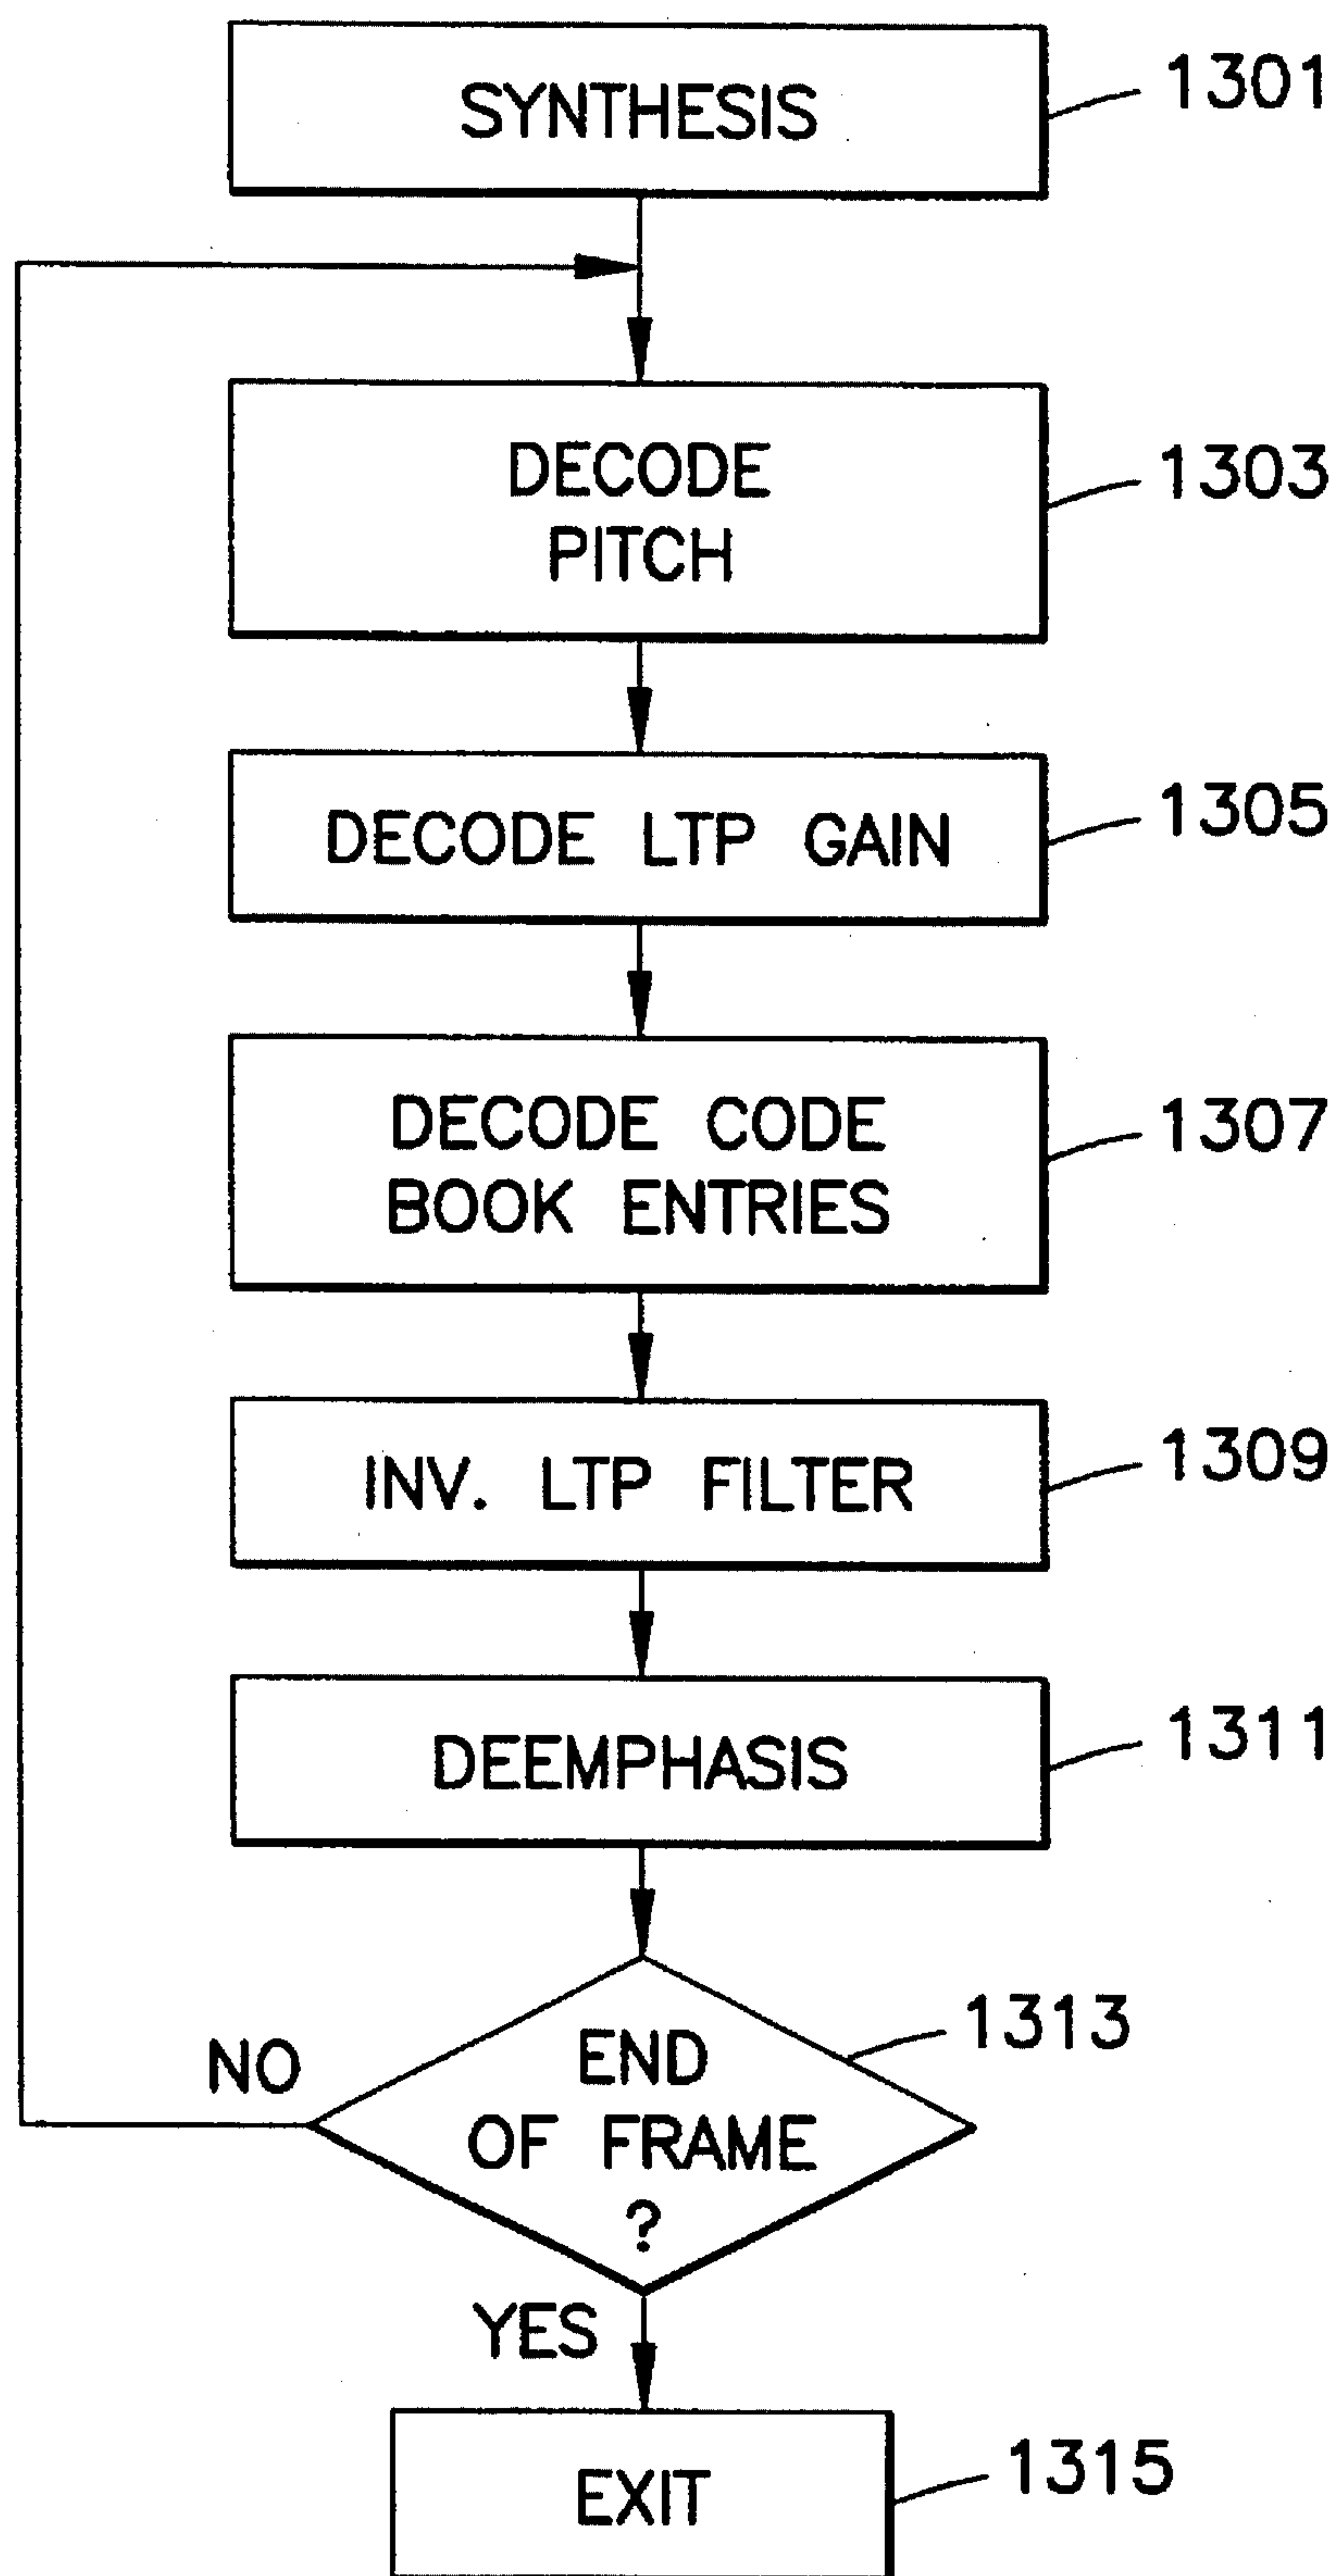 SYNTHESIS
1301
DECODE
PITCH
1303
DECODE LTP GAIN
1305
DECODE CODE
BOOK ENTRIES
1307
INV. LTP FILTER
1309
DEEMPHASIS
1311
END
OF FRAME
?
1313
NO
YES
EXIT
1315